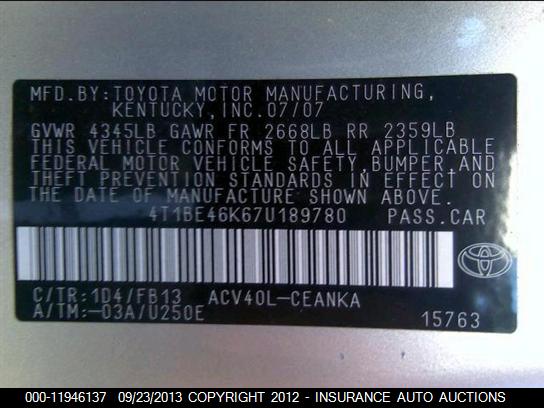 MFD.BY:TOYOTA MOTOR MANUFACTURING,
KENTUCKY, INC.07/07
GVWR 4345LB GAWR FR 2668LB RR 2359LB
THIS VEHICLE CONFORMS TO ALL APPLICABLE
FEDERAL MOTOR VEHICLE SAFETY, BUMPER, AND
THEFT PREVENTION STANDARDS IN EFFECT ON
THE DATE OF MANUFACTURE SHOWN ABOVE.
4T1BE46K67U189780 PASS.CAR
C/TR:1D4/FB13 ACV40L-CEANKA
A/TM:-03A/U250E 15763
000-11946137 09/23/2013 COPYRIGHT 2012 - INSURANCE AUTO AUCTIONS